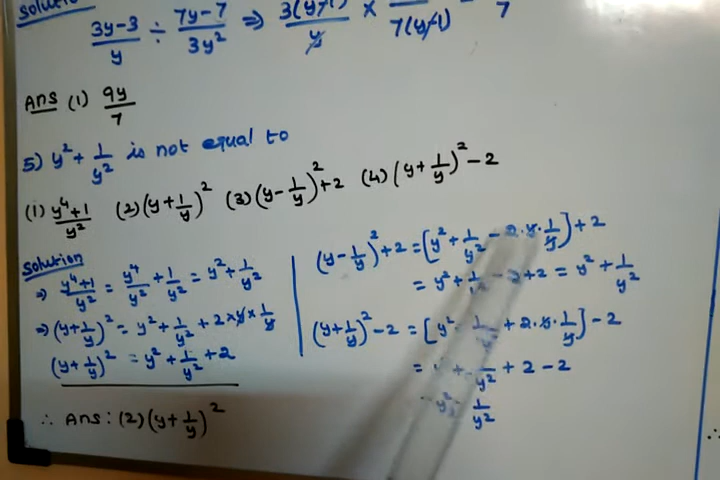 Solution
(3y-3)/y ÷ (7y-7)/3y² ⇒ 3(y-1)/y × /7(y-1) = 7
Ans (1) 9y/7
5) y² + 1/y² is not equal to
(1) (y⁴+1)/y² (2) (y+1/y)² (3) (y-1/y)²+2 (4) (y+1/y)²-2
Solution
⇒ (y⁴+1)/y² = y⁴/y² + 1/y² = y² + 1/y²
⇒ (y+1/y)² = y² + 1/y² + 2×y×1/y
(y+1/y)² = y² + 1/y² + 2
∴ Ans: (2) (y+1/y)²
(y-1/y)²+2 = [y² + 1/y² - 2·y·1/y]+2
= y² + 1/y² - 2+2 = y² + 1/y²
(y+1/y)²-2 = [y² 1/y² + 2·y·1/y]-2
= + 1/y² + 2-2
y² 1/y²
∴